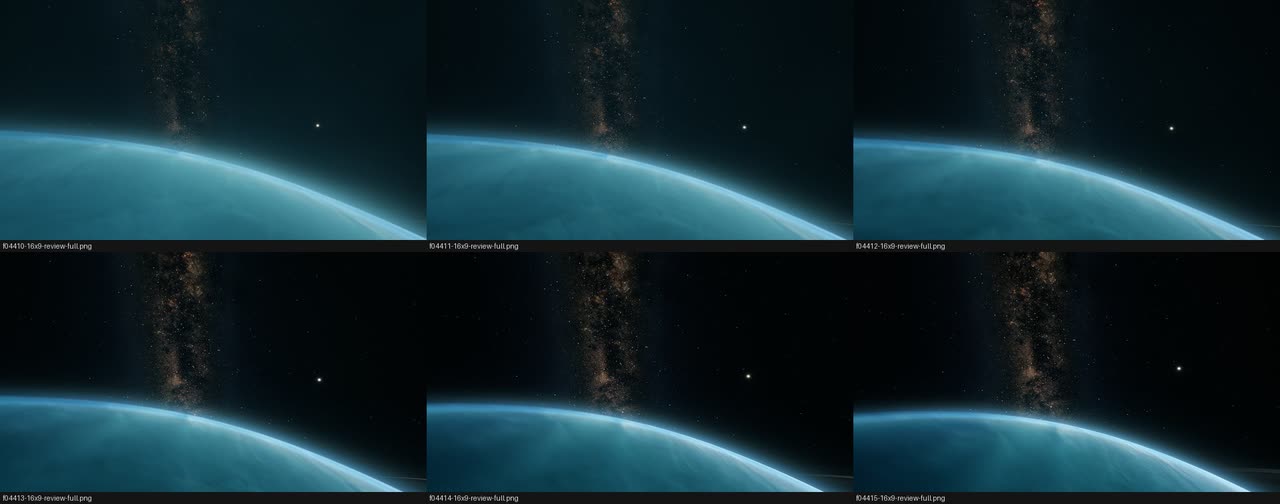 f04410-16x9-review-full.png
f04411-16x9-review-full.png
f04412-16x9-review-full.png
f04413-16x9-review-full.png
f04414-16x9-review-full.png
f04415-16x9-review-full.png